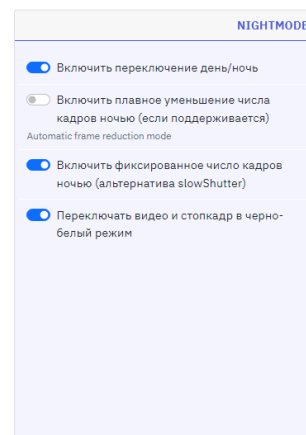 NIGHTMODE
Включить переключение день/ночь
Включить плавное уменьшение числа
кадров ночью (если поддерживается)
Automatic frame reduction mode
Включить фиксированное число кадров
ночью (альтернатива slowShutter)
Переключать видео и стопкадр в черно-
белый режим